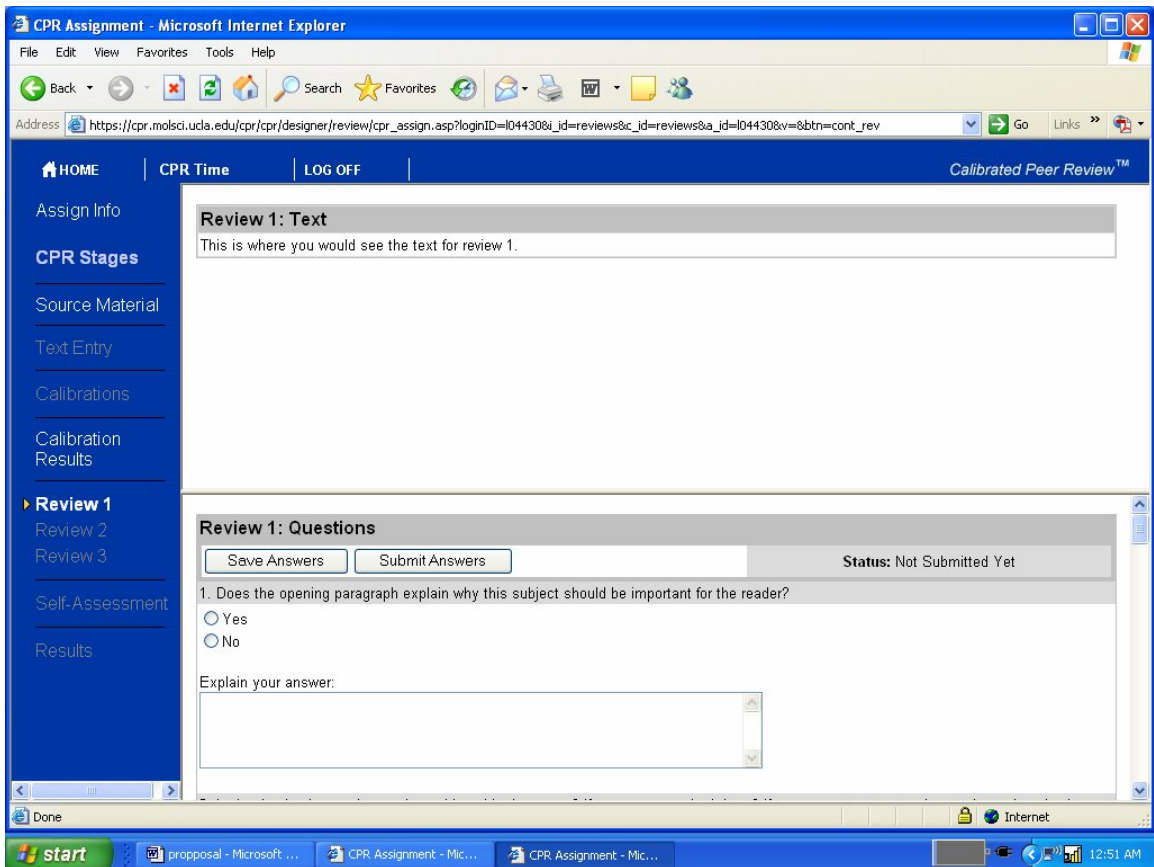 CPR Assignment - Microsoft Internet Explorer
File Edit View Favorites Tools Help
Back Search Favorites
Address https://cpr.molsci.ucla.edu/cpr/cpr/designer/review/cpr_assign.asp?loginID=l04430&i_id=reviews&c_id=reviews&a_id=l04430&v=&btn=cont_rev Go Links »
HOME CPR Time LOG OFF Calibrated Peer Review™
Assign Info
CPR Stages
Source Material
Text Entry
Calibrations
Calibration
Results
Review 1
Review 2
Review 3
Self-Assessment
Results
Review 1: Text
This is where you would see the text for review 1.
Review 1: Questions
Save Answers Submit Answers Status: Not Submitted Yet
1. Does the opening paragraph explain why this subject should be important for the reader?
Yes
No
Explain your answer:
Done Internet
start propposal - Microsoft ... CPR Assignment - Mic... CPR Assignment - Mic... 12:51 AM